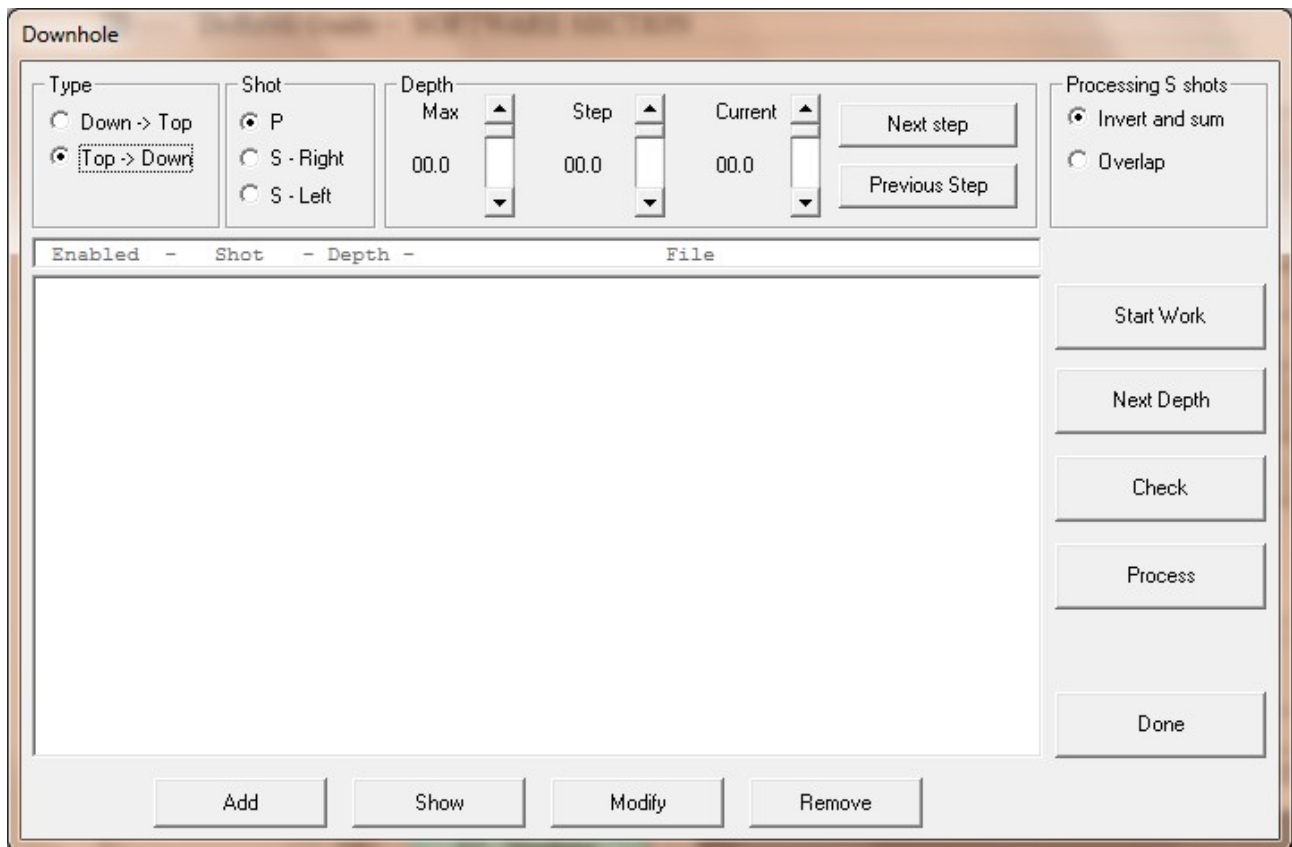 Downhole
Type
Down -> Top
Top -> Down
Shot
P
S - Right
S - Left
Depth
Max
00.0
Step
00.0
Current
00.0
Next step
Previous Step
Processing S shots
Invert and sum
Overlap
Enabled - Shot - Depth - File
Start Work
Next Depth
Check
Process
Done
Add
Show
Modify
Remove